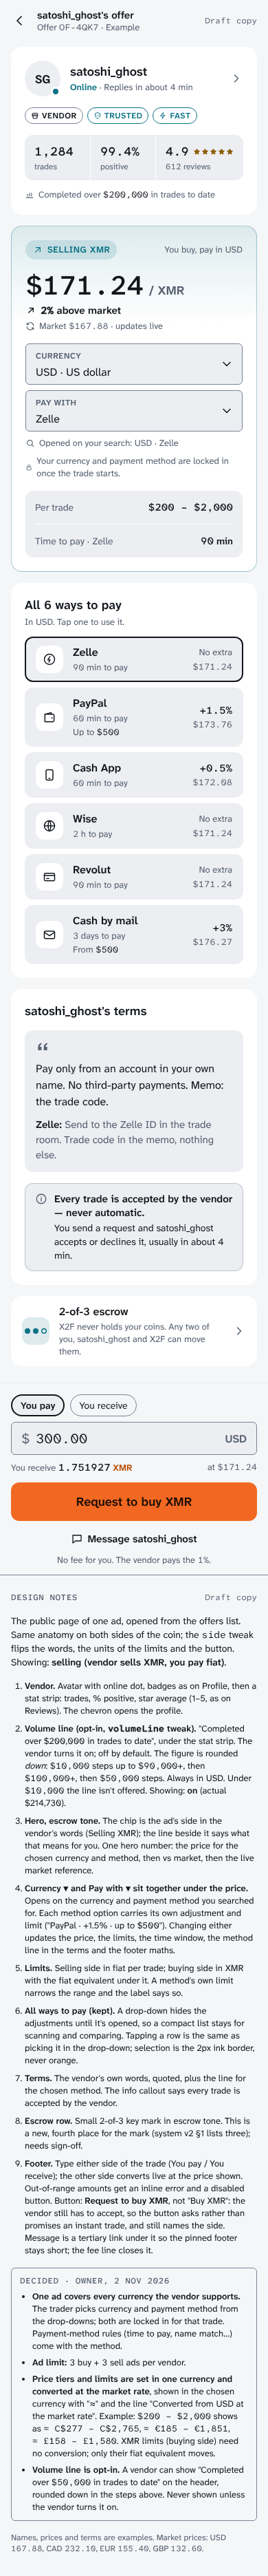 satoshi_ghost's offer
Offer OF-4QK7 · Example
Draft copy
SG
satoshi_ghost
Online · Replies in about 4 min
VENDOR
TRUSTED
FAST
1,284
trades
99.4%
positive
4.9 ★★★★★
612 reviews
Completed over $200,000 in trades to date
SELLING XMR
You buy, pay in USD
$171.24 / XMR
2% above market
Market $167.88 · updates live
CURRENCY
USD · US dollar
PAY WITH
Zelle
Opened on your search: USD · Zelle
Your currency and payment method are locked in
once the trade starts.
Per trade
$200 – $2,000
Time to pay · Zelle
90 min
All 6 ways to pay
In USD. Tap one to use it.
Zelle
90 min to pay
No extra
$171.24
PayPal
60 min to pay
Up to $500
+1.5%
$173.76
Cash App
60 min to pay
+0.5%
$172.08
Wise
2 h to pay
No extra
$171.24
Revolut
90 min to pay
No extra
$171.24
Cash by mail
3 days to pay
From $500
+3%
$176.27
satoshi_ghost's terms
“
Pay only from an account in your own
name. No third-party payments. Memo:
the trade code.
Zelle: Send to the Zelle ID in the trade
room. Trade code in the memo, nothing
else.
Every trade is accepted by the vendor
— never automatic.
You send a request and satoshi_ghost
accepts or declines it, usually in about 4
min.
2-of-3 escrow
X2F never holds your coins. Any two of
you, satoshi_ghost and X2F can move
them.
You pay
You receive
$ 300.00
USD
You receive 1.751927 XMR
at $171.24
Request to buy XMR
Message satoshi_ghost
No fee for you. The vendor pays the 1%.
DESIGN NOTES
Draft copy
The public page of one ad, opened from the offers list.
Same anatomy on both sides of the coin; the side tweak
flips the words, the units of the limits and the button.
Showing: selling (vendor sells XMR, you pay fiat).
1. Vendor. Avatar with online dot, badges as on Profile, then a
stat strip: trades, % positive, star average (1–5, as on
Reviews). The chevron opens the profile.
2. Volume line (opt-in, volumeLine tweak). "Completed
over $200,000 in trades to date", under the stat strip. The
vendor turns it on; off by default. The figure is rounded
down: $10,000 steps up to $90,000+, then
$100,000+, then $50,000 steps. Always in USD. Under
$10,000 the line isn't offered. Showing: on (actual
$214,730).
3. Hero, escrow tone. The chip is the ad's side in the
vendor's words (Selling XMR); the line beside it says what
that means for you. One hero number: the price for the
chosen currency and method, then vs market, then the live
market reference.
4. Currency ▾ and Pay with ▾ sit together under the price.
Opens on the currency and payment method you searched
for. Each method option carries its own adjustment and
limit ("PayPal · +1.5% · up to $500"). Changing either
updates the price, the limits, the time window, the method
line in the terms and the footer maths.
5. Limits. Selling side in fiat per trade; buying side in XMR
with the fiat equivalent under it. A method's own limit
narrows the range and the label says so.
6. All ways to pay (kept). A drop-down hides the
adjustments until it's opened, so a compact list stays for
scanning and comparing. Tapping a row is the same as
picking it in the drop-down; selection is the 2px ink border,
never orange.
7. Terms. The vendor's own words, quoted, plus the line for
the chosen method. The info callout says every trade is
accepted by the vendor.
8. Escrow row. Small 2-of-3 key mark in escrow tone. This is
a new, fourth place for the mark (system v2 §1 lists three);
needs sign-off.
9. Footer. Type either side of the trade (You pay / You
receive); the other side converts live at the price shown.
Out-of-range amounts get an inline error and a disabled
button. Button: Request to buy XMR, not "Buy XMR": the
vendor still has to accept, so the button asks rather than
promises an instant trade, and still names the side.
Message is a tertiary link under it so the pinned footer
stays short; the fee line closes it.
DECIDED · OWNER, 2 NOV 2026
• One ad covers every currency the vendor supports.
The trader picks currency and payment method from
the drop-downs; both are locked in for that trade.
Payment-method rules (time to pay, name match…)
come with the method.
• Ad limit: 3 buy + 3 sell ads per vendor.
• Price tiers and limits are set in one currency and
converted at the market rate, shown in the chosen
currency with "≈" and the line "Converted from USD at
the market rate". Example: $200 – $2,000 shows
as ≈ C$277 – C$2,765, ≈ €185 – €1,851,
≈ £158 – £1,580. XMR limits (buying side) need
no conversion; only their fiat equivalent moves.
• Volume line is opt-in. A vendor can show "Completed
over $50,000 in trades to date" on the header,
rounded down in the steps above. Never shown unless
the vendor turns it on.
Names, prices and terms are examples. Market prices: USD
167.88, CAD 232.10, EUR 155.40, GBP 132.60.